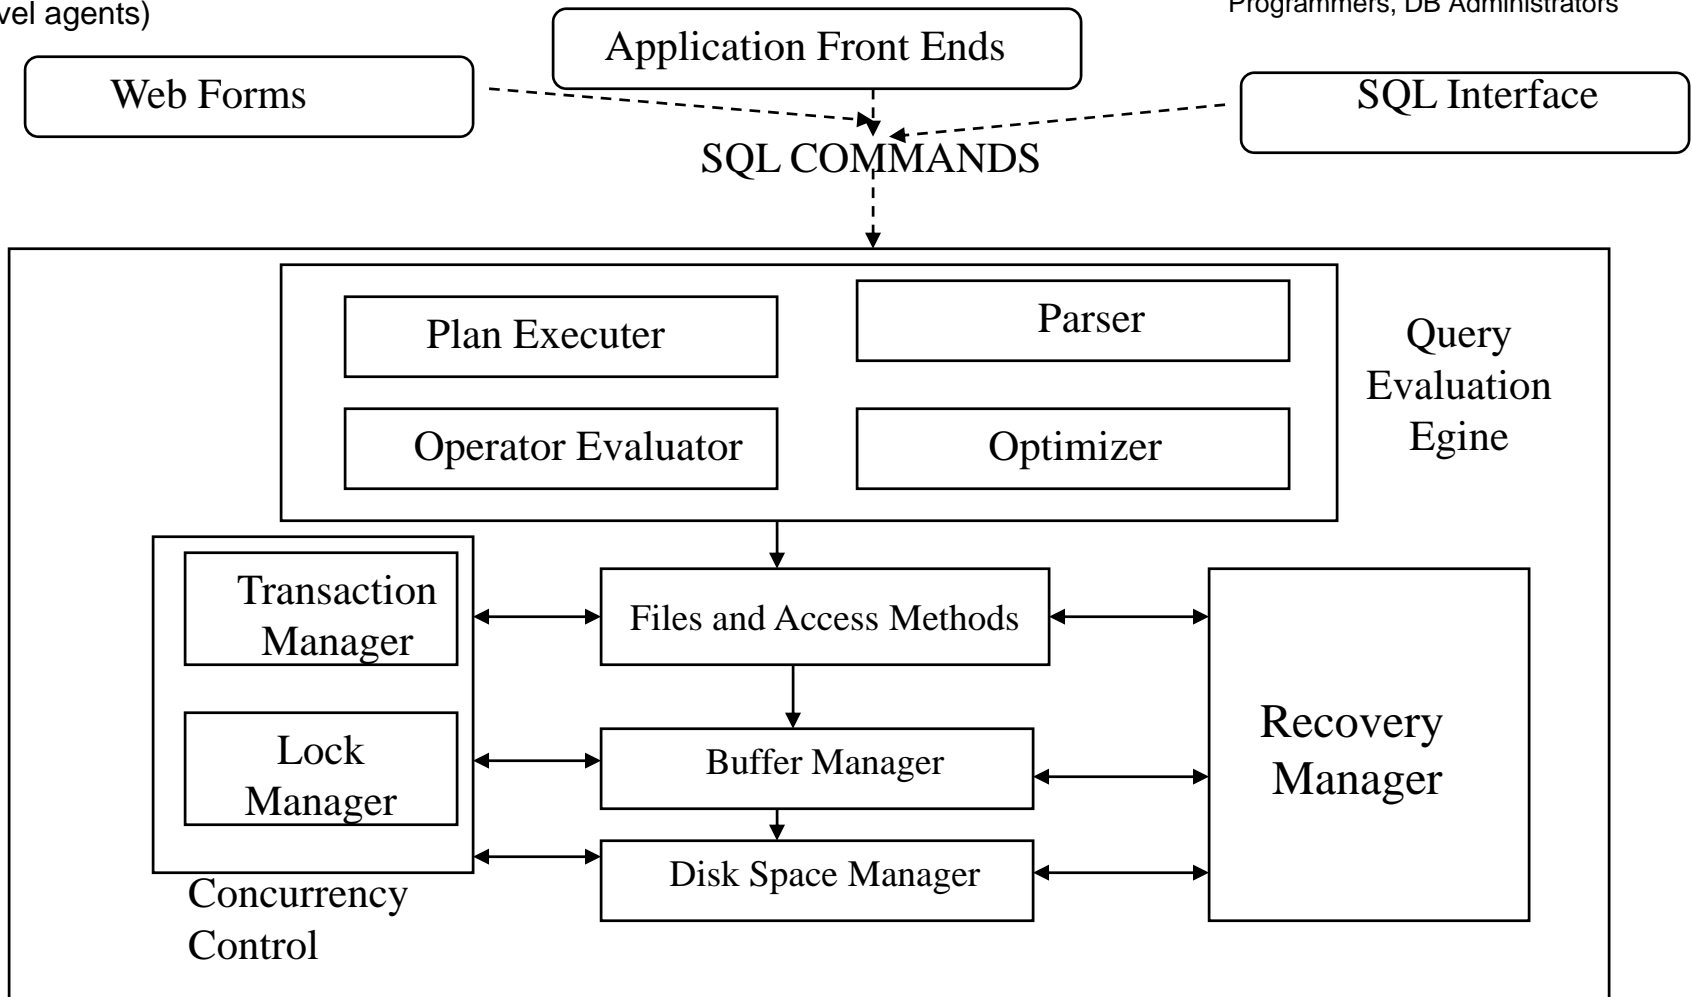 vel agents)
Programmers, DB Administrators
Application Front Ends
Web Forms
SQL Interface
SQL COMMANDS
Plan Executer
Parser
Operator Evaluator
Optimizer
Query
Evaluation
Egine
Transaction
Manager
Lock
Manager
Concurrency
Control
Files and Access Methods
Buffer Manager
Disk Space Manager
Recovery
Manager